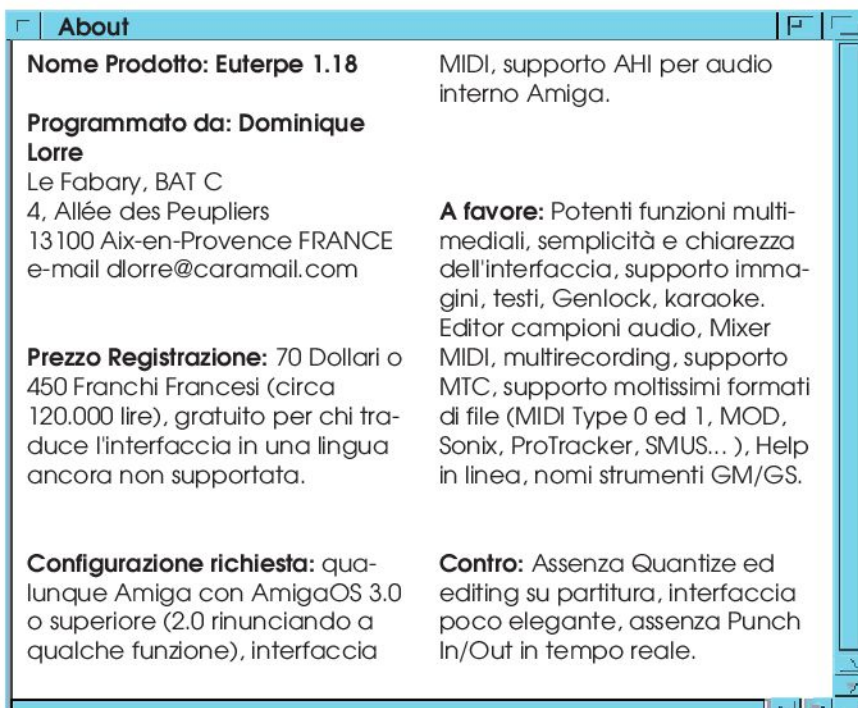 About
Nome Prodotto: Euterpe 1.18
Programmato da: Dominique
Lorre
Le Fabary, BAT C
4, Allée des Peupliers
13100 Aix-en-Provence FRANCE
e-mail dlorre@caramail.com
Prezzo Registrazione: 70 Dollari o
450 Franchi Francesi (circa
120.000 lire), gratuito per chi tra-
duce l'interfaccia in una lingua
ancora non supportata.
Configurazione richiesta: qua-
lunque Amiga con AmigaOS 3.0
o superiore (2.0 rinunciando a
qualche funzione), interfaccia
MIDI, supporto AHI per audio
interno Amiga.
A favore: Potenti funzioni multi-
mediali, semplicità e chiarezza
dell'interfaccia, supporto imma-
gini, testi, Genlock, karaoke.
Editor campioni audio, Mixer
MIDI, multirecording, supporto
MTC, supporto moltissimi formati
di file (MIDI Type 0 ed 1, MOD,
Sonix, ProTracker, SMUS... ), Help
in linea, nomi strumenti GM/GS.
Contro: Assenza Quantize ed
editing su partitura, interfaccia
poco elegante, assenza Punch
In/Out in tempo reale.